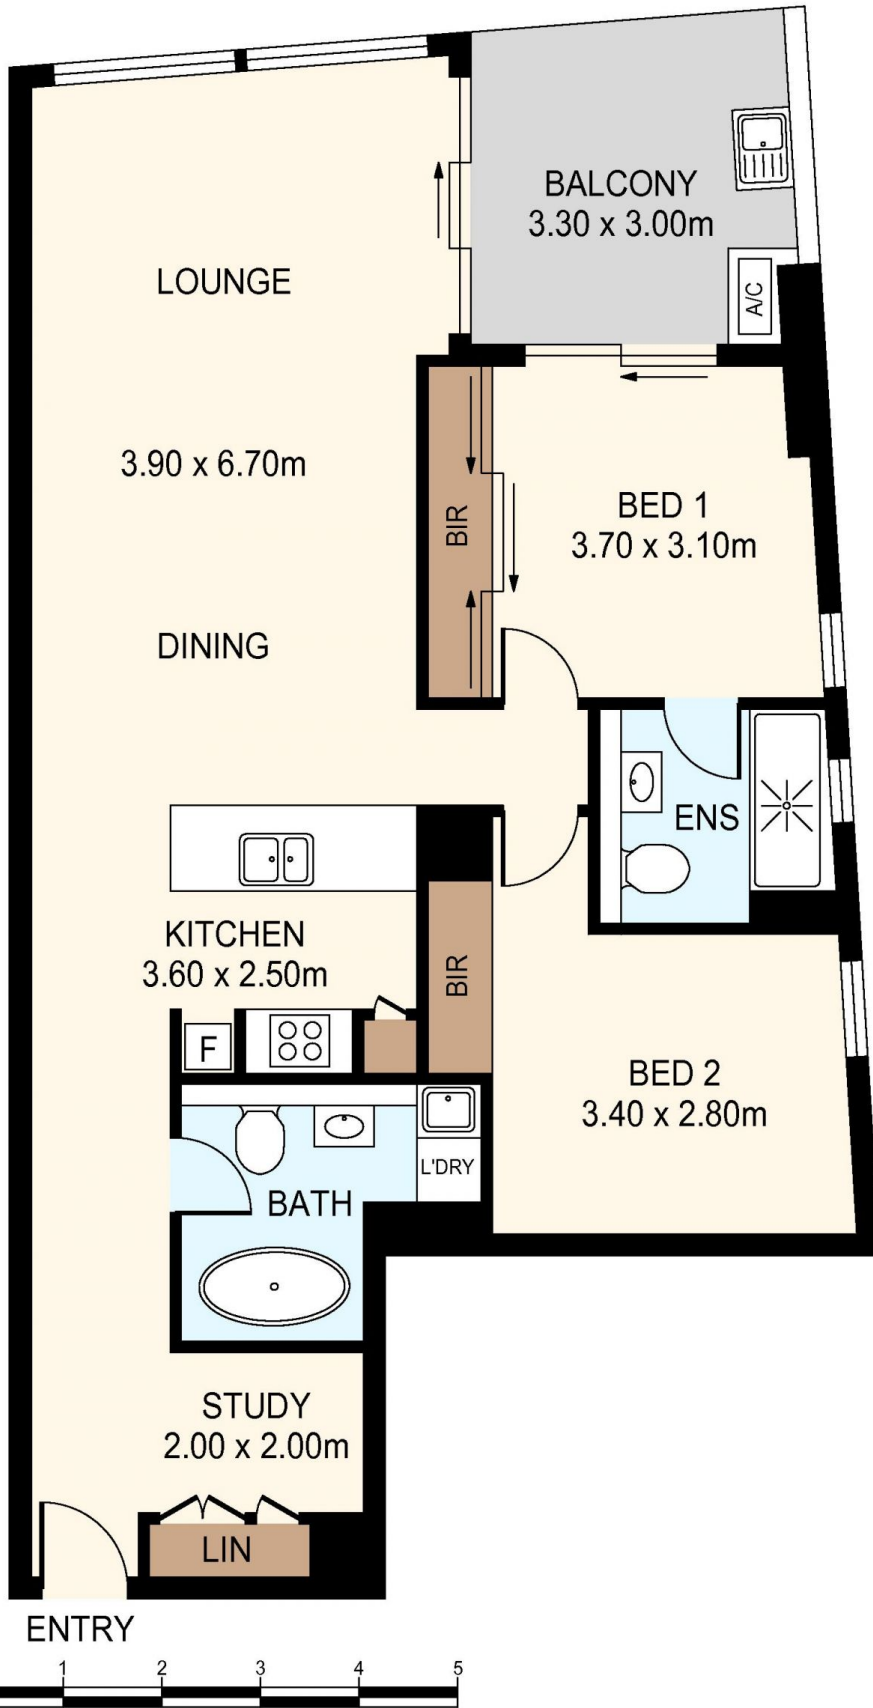 BALCONY
3.30 x 3.00m
A/C
LOUNGE
3.90 x 6.70m
DINING
BIR
BED 1
3.70 x 3.10m
ENS
KITCHEN
3.60 x 2.50m
F
BIR
BED 2
3.40 x 2.80m
L'DRY
BATH
STUDY
2.00 x 2.00m
LIN
ENTRY
1 2 3 4 5